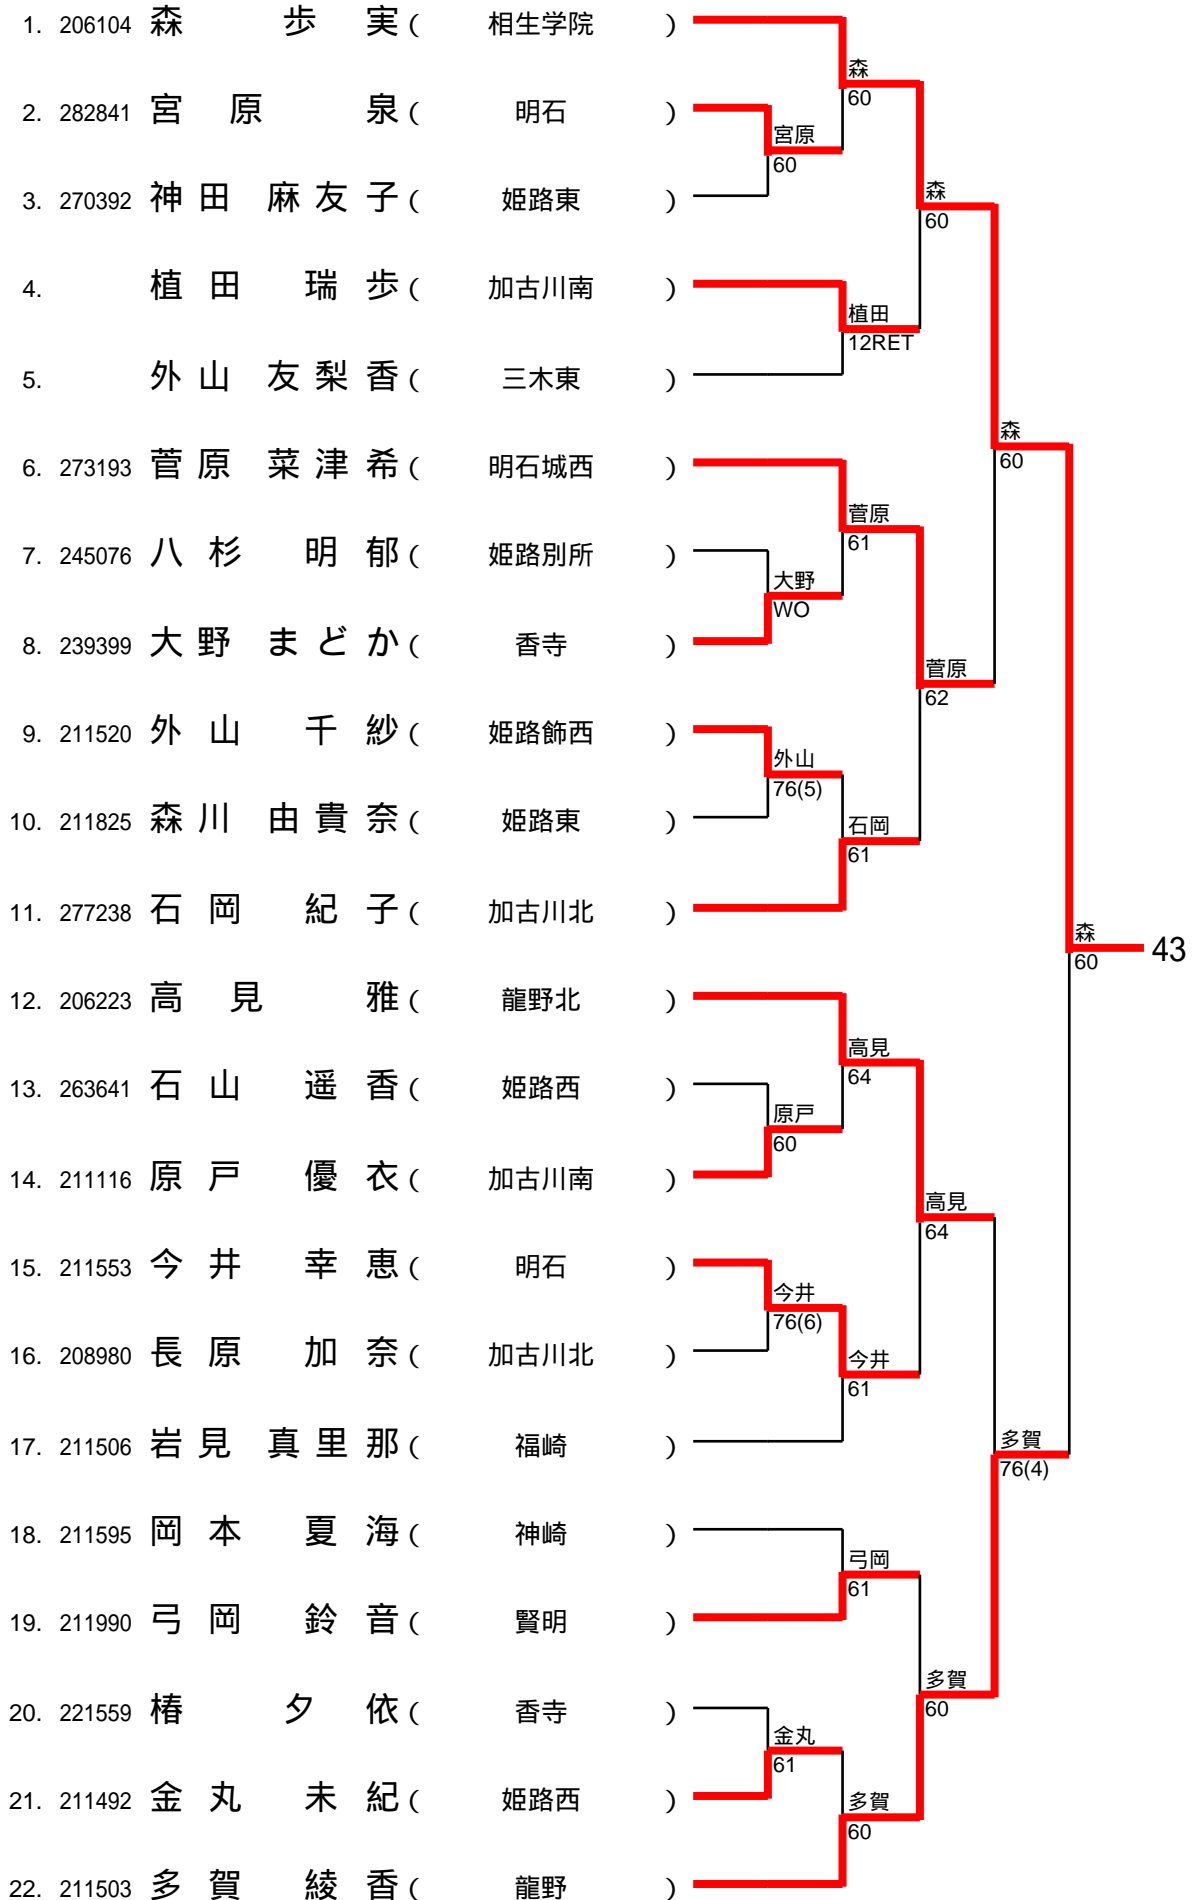 1. 206104 森 歩 実 ( 相生学院 )
森
60
2. 282841 宮 原 泉 ( 明石 )
宮原
60
3. 270392 神 田 麻 友 子 ( 姫路東 )
森
60
4. 植 田 瑞 歩 ( 加古川南 )
植田
12RET
5. 外 山 友 梨 香 ( 三木東 )
森
60
6. 273193 菅 原 菜 津 希 ( 明石城西 )
菅原
61
7. 245076 八 杉 明 郁 ( 姫路別所 )
大野
WO
8. 239399 大 野 ま ど か ( 香寺 )
菅原
62
9. 211520 外 山 千 紗 ( 姫路飾西 )
外山
76(5)
10. 211825 森 川 由 貴 奈 ( 姫路東 )
石岡
61
11. 277238 石 岡 紀 子 ( 加古川北 )
森
60
43
12. 206223 高 見 雅 ( 龍野北 )
高見
64
13. 263641 石 山 遥 香 ( 姫路西 )
原戸
60
14. 211116 原 戸 優 衣 ( 加古川南 )
高見
64
15. 211553 今 井 幸 恵 ( 明石 )
今井
76(6)
16. 208980 長 原 加 奈 ( 加古川北 )
今井
61
17. 211506 岩 見 真 里 那 ( 福崎 )
多賀
76(4)
18. 211595 岡 本 夏 海 ( 神崎 )
弓岡
61
19. 211990 弓 岡 鈴 音 ( 賢明 )
多賀
60
20. 221559 椿 夕 依 ( 香寺 )
金丸
61
21. 211492 金 丸 未 紀 ( 姫路西 )
多賀
60
22. 211503 多 賀 綾 香 ( 龍野 )